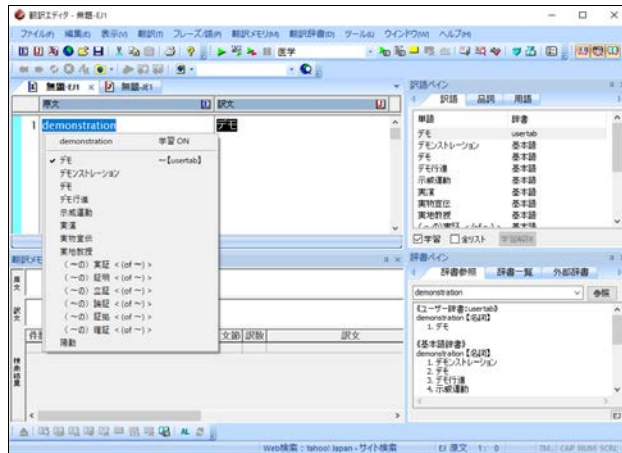 翻訳エディタ - 無題-EJ1
ファイル(F) 編集(E) 表示(V) 翻訳(T) フレーズ/語(P) 翻訳メモリ(M) 翻訳辞書(D) ツール(U) ウインドウ(W) ヘルプ(H)
医学
無題-EJ1 × 無題-JE1
原文 訳文
1 demonstration デモ
demonstration 学習 ON
✓ デモ ー【usertab】
デモンストレーション
デモ
デモ行進
示威運動
実演
実物宣伝
実地教授
(～の) 実証 < (of ～) >
(～の) 証明 < (of ～) >
(～の) 立証 < (of ～) >
(～の) 論証 < (of ～) >
(～の) 証拠 < (of ～) >
(～の) 確証 < (of ～) >
陽動
原文
訳文
文節 訳数 訳文
検索結果
訳語ペイン
訳語 品詞 用語
単語 辞書
デモ usertab
デモンストレーション 基本語
デモ 基本語
デモ行進 基本語
示威運動 基本語
実演 基本語
実物宣伝 基本語
実地教授 基本語
学習 全リスト 学習解除
辞書ペイン
辞書参照 辞書一覧 外部辞書
demonstration 参照
《ユーザー辞書:usertab》
demonstration【名詞】
1. デモ
《基本語辞書》
demonstration【名詞】
1. デモンストレーション
2. デモ
3. デモ行進
4. 示威運動
AL
Web検索 : Yahoo! Japan - サイト検索 EJ 原文 1: 0 CAP NUM SCRL